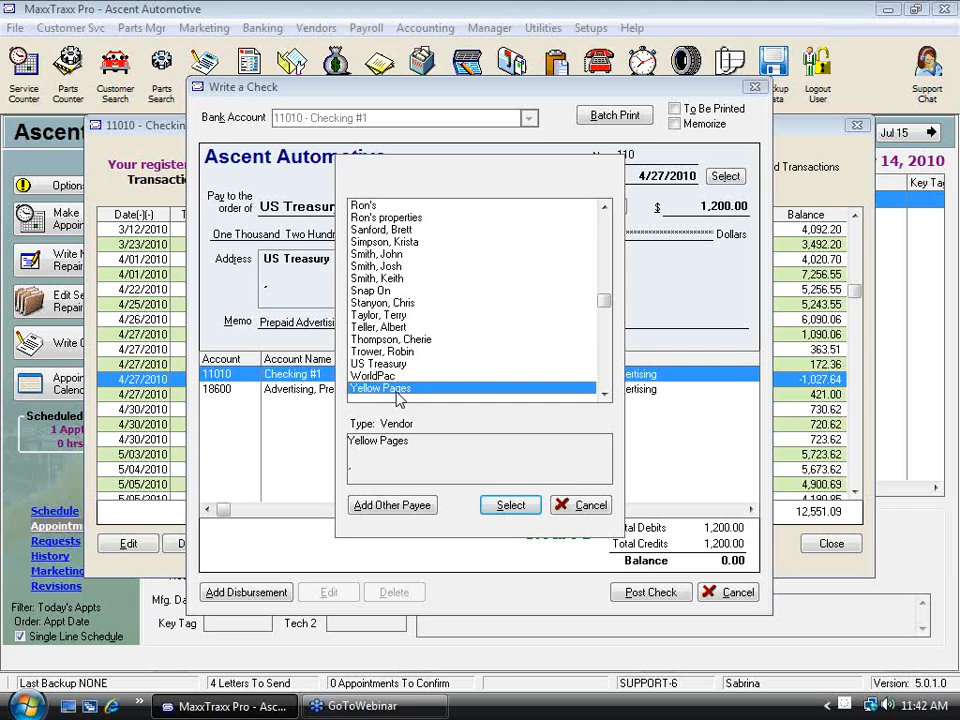 MaxxTraxx Pro - Ascent Automotive
File Customer Svc Parts Mgr Marketing Banking Vendors Payroll Accounting Manager Utilities Setups Help
Service Counter
Parts Counter
Customer Search
Parts Search
Logout User
Support Chat
Write a Check
Bank Account 11010 - Checking #1
Batch Print
To Be Printed
Memorize
Ascent Automotive
110
4/27/2010 Select
Pay to the order of US Treasury $ 1,200.00
One Thousand Two Hundr Dollars
Address US Treasury
,
Memo Prepaid Advertisi
Account Account Name
11010 Checking #1 ertising
18600 Advertising, Pre ertising
Total Credits 1,200.00
1,200.00
Balance 0.00
Add Disbursement Edit Delete Post Check Cancel
Ron's
Ron's properties
Sanford, Brett
Simpson, Krista
Smith, John
Smith, Josh
Smith, Keith
Snap On
Stanyon, Chris
Taylor, Terry
Teller, Albert
Thompson, Cherie
Trower, Robin
US Treasury
WorldPac
Yellow Pages
Type: Vendor
Yellow Pages
,
Add Other Payee Select Cancel
11010 - Checkin
Your register
Transactio
d Transactions
Date(-)(-) Balance
3/12/2010 4,092.20
3/23/2010 3,492.20
4/01/2010 4,020.70
4/01/2010 7,256.55
4/22/2010 5,256.55
4/22/2010 5,243.55
4/26/2010 6,090.06
4/27/2010 1,090.06
4/27/2010 363.51
4/27/2010 172.36
4/27/2010 -1,027.64
4/27/2010 421.00
4/30/2010 730.62
4/30/2010 720.62
4/30/2010 723.62
5/03/2010 5,723.62
5/04/2010 5,673.62
5/04/2010 4,900.69
12,551.09
Edit Close
Ascen
Jul 15
14, 2010
Key Tag
Option
Make
Appoin
Write N
Repair
Edit Se
Repair
Write C
Appoin
Calend
Scheduled
1 Appt
0 hrs
Schedule
Appointm
Requests
History
Marketing
Revisions
Filter: Today's Appts
Order: Appt Date
Single Line Schedule
Mfg. Da
Key Tag Tech 2
Last Backup NONE 4 Letters To Send 0 Appointments To Confirm SUPPORT-6 Sabrina Version: 5.0.1.0
MaxxTraxx Pro - Asc... GoToWebinar 11:42 AM